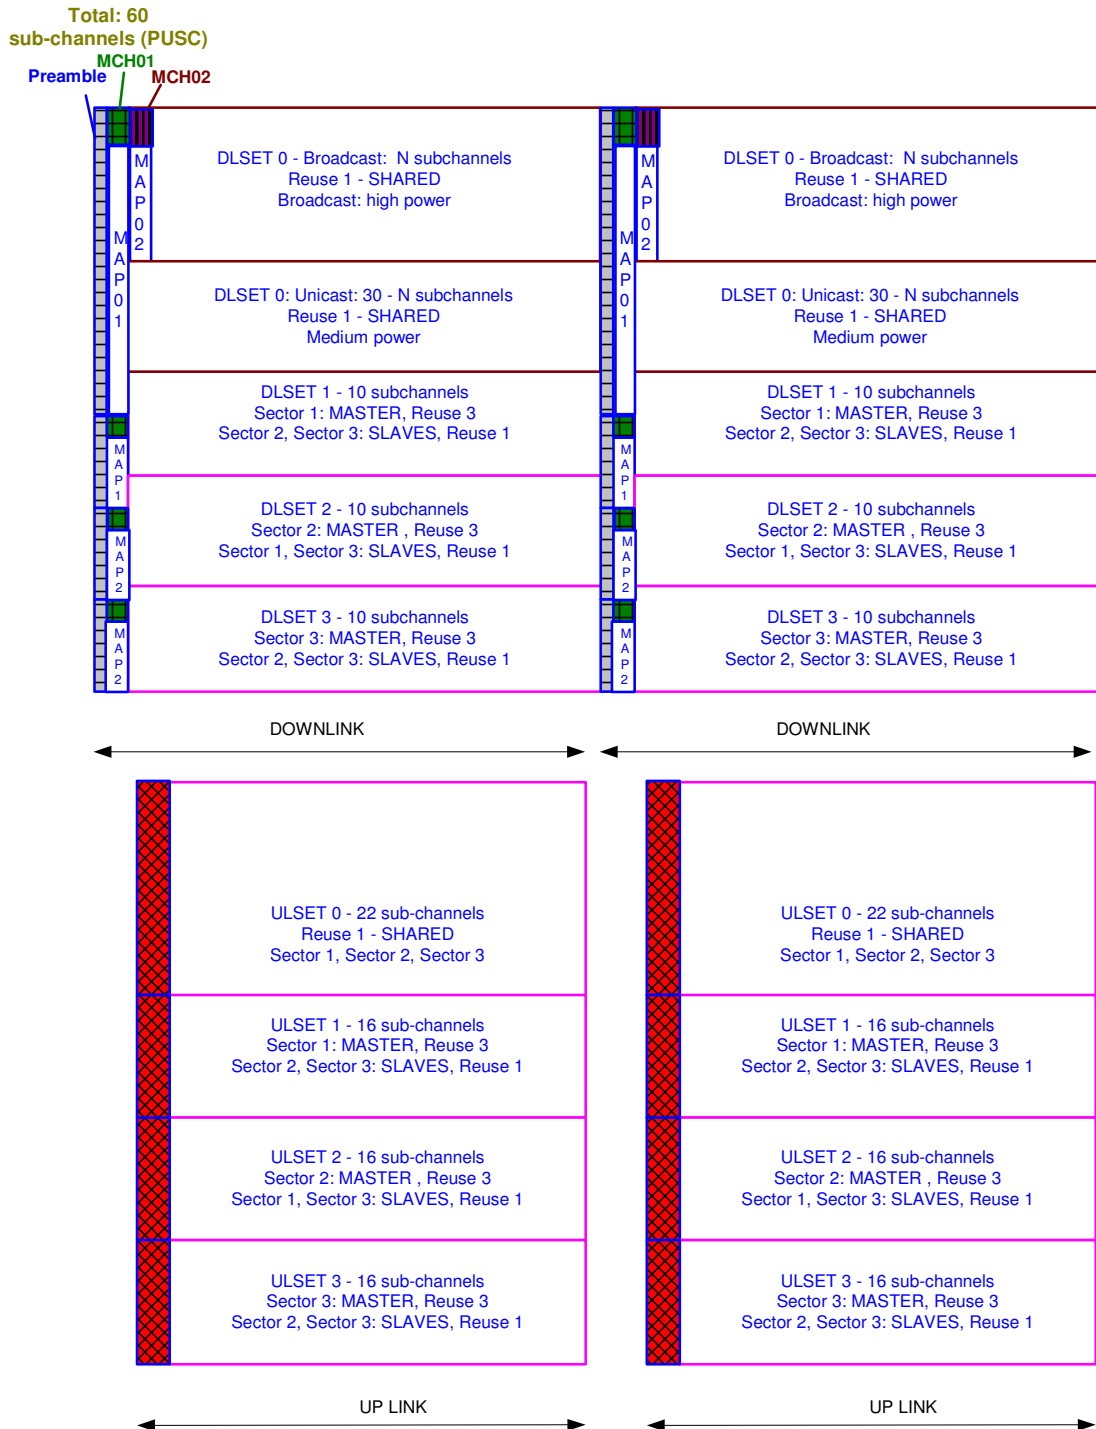 Total: 60
sub-channels (PUSC)
MCH01
Preamble
MCH02
MAP02
MAP01
DLSET 0 - Broadcast: N subchannels
Reuse 1 - SHARED
Broadcast: high power
DLSET 0: Unicast: 30 - N subchannels
Reuse 1 - SHARED
Medium power
DLSET 1 - 10 subchannels
Sector 1: MASTER, Reuse 3
Sector 2, Sector 3: SLAVES, Reuse 1
MAP1
DLSET 2 - 10 subchannels
Sector 2: MASTER , Reuse 3
Sector 1, Sector 3: SLAVES, Reuse 1
MAP2
DLSET 3 - 10 subchannels
Sector 3: MASTER, Reuse 3
Sector 2, Sector 3: SLAVES, Reuse 1
MAP2
DOWNLINK
MAP02
MAP01
DLSET 0 - Broadcast: N subchannels
Reuse 1 - SHARED
Broadcast: high power
DLSET 0: Unicast: 30 - N subchannels
Reuse 1 - SHARED
Medium power
DLSET 1 - 10 subchannels
Sector 1: MASTER, Reuse 3
Sector 2, Sector 3: SLAVES, Reuse 1
MAP1
DLSET 2 - 10 subchannels
Sector 2: MASTER , Reuse 3
Sector 1, Sector 3: SLAVES, Reuse 1
MAP2
DLSET 3 - 10 subchannels
Sector 3: MASTER, Reuse 3
Sector 2, Sector 3: SLAVES, Reuse 1
MAP2
DOWNLINK
ULSET 0 - 22 sub-channels
Reuse 1 - SHARED
Sector 1, Sector 2, Sector 3
ULSET 1 - 16 sub-channels
Sector 1: MASTER, Reuse 3
Sector 2, Sector 3: SLAVES, Reuse 1
ULSET 2 - 16 sub-channels
Sector 2: MASTER , Reuse 3
Sector 1, Sector 3: SLAVES, Reuse 1
ULSET 3 - 16 sub-channels
Sector 3: MASTER, Reuse 3
Sector 2, Sector 3: SLAVES, Reuse 1
UP LINK
ULSET 0 - 22 sub-channels
Reuse 1 - SHARED
Sector 1, Sector 2, Sector 3
ULSET 1 - 16 sub-channels
Sector 1: MASTER, Reuse 3
Sector 2, Sector 3: SLAVES, Reuse 1
ULSET 2 - 16 sub-channels
Sector 2: MASTER , Reuse 3
Sector 1, Sector 3: SLAVES, Reuse 1
ULSET 3 - 16 sub-channels
Sector 3: MASTER, Reuse 3
Sector 2, Sector 3: SLAVES, Reuse 1
UP LINK